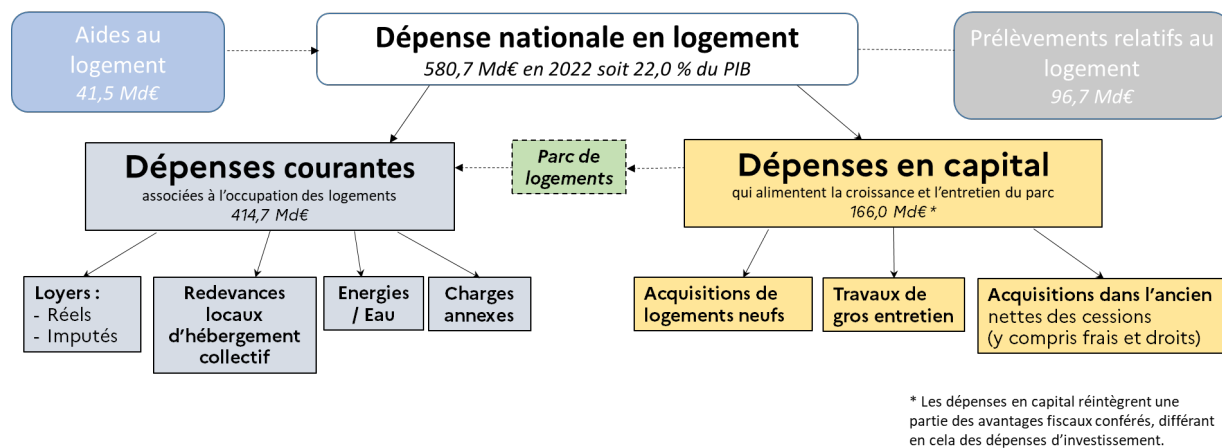 Aides au
logement
41,5 Md€
Dépense nationale en logement
580,7 Md€ en 2022 soit 22,0 % du PIB
Prélèvements relatifs au
logement
96,7 Md€
Dépenses courantes
associées à l’occupation des logements
414,7 Md€
Parc de
logements
Dépenses en capital
qui alimentent la croissance et l’entretien du parc
166,0 Md€ *
Loyers :
- Réels
- Imputés
Redevances
locaux
d’hébergement
collectif
Energies
/ Eau
Charges
annexes
Acquisitions de
logements neufs
Travaux de
gros entretien
Acquisitions dans l’ancien
nettes des cessions
(y compris frais et droits)
* Les dépenses en capital réintègrent une
partie des avantages fiscaux conférés, différant
en cela des dépenses d’investissement.